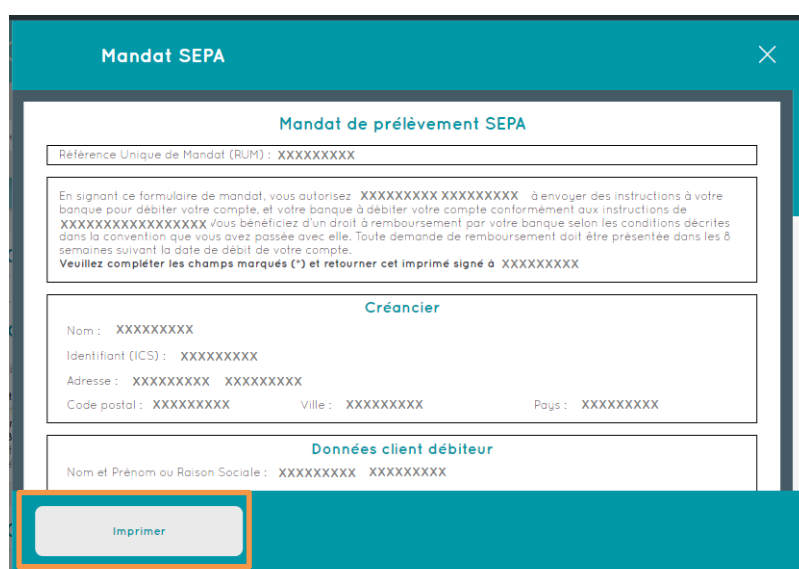 Mandat SEPA
Mandat de prélèvement SEPA
Référence Unique de Mandat (RUM) : XXXXXXXXX
En signant ce formulaire de mandat, vous autorisez XXXXXXXXX XXXXXXXXX à envoyer des instructions à votre
banque pour débiter votre compte, et votre banque à débiter votre compte conformément aux instructions de
XXXXXXXXXXXXXXXXX Vous bénéficiez d'un droit à remboursement par votre banque selon les conditions décrites
dans la convention que vous avez passée avec elle. Toute demande de remboursement doit être présentée dans les 8
semaines suivant la date de débit de votre compte.
Veuillez compléter les champs marqués (*) et retourner cet imprimé signé à XXXXXXXXX
Créancier
Nom : XXXXXXXXX
Identifiant (ICS) : XXXXXXXXX
Adresse : XXXXXXXXX XXXXXXXXX
Code postal : XXXXXXXXX Ville : XXXXXXXXX Pays : XXXXXXXXX
Données client débiteur
Nom et Prénom ou Raison Sociale : XXXXXXXXX XXXXXXXXX
Imprimer